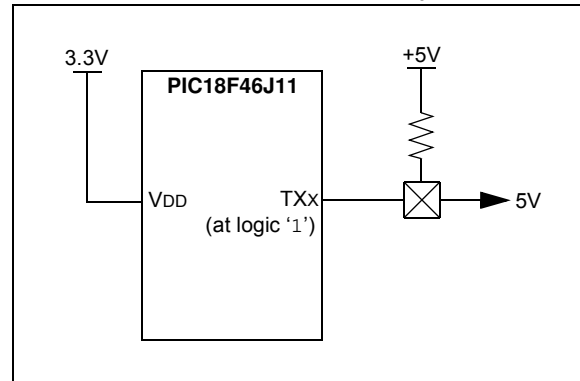 3.3V
+5V
PIC18F46J11
VDD
TXX
5V
(at logic ‘1’)